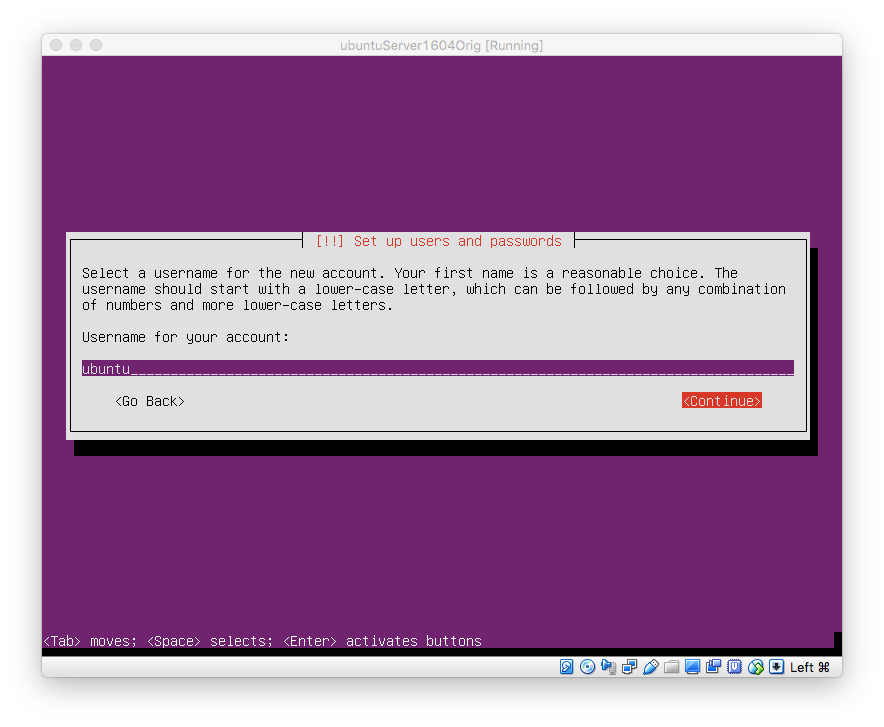 ubuntuServer1604Orig [Running]
[!!] Set up users and passwords
Select a username for the new account. Your first name is a reasonable choice. The
username should start with a lower-case letter, which can be followed by any combination
of numbers and more lower-case letters.
Username for your account:
ubuntu
<Go Back> <Continue>
<Tab> moves; <Space> selects; <Enter> activates buttons
Left ⌘